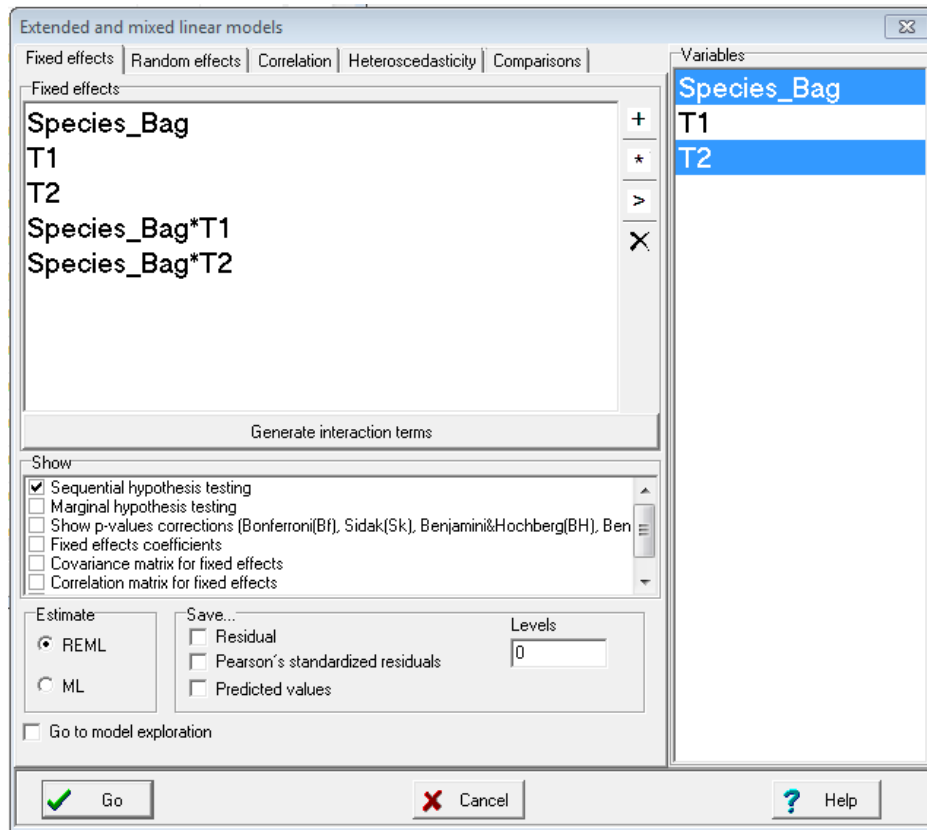 Extended and mixed linear models
Fixed effects Random effects Correlation Heteroscedasticity Comparisons
Fixed effects
Species_Bag
T1
T2
Species_Bag*T1
Species_Bag*T2
+
*
>
Generate interaction terms
Show
Sequential hypothesis testing
Marginal hypothesis testing
Show p-values corrections (Bonferroni(Bf), Sidak(Sk), Benjamini&Hochberg(BH), Ben
Fixed effects coefficients
Covariance matrix for fixed effects
Correlation matrix for fixed effects
Estimate
REML
ML
Save...
Residual
Pearson´s standardized residuals
Predicted values
Levels
0
Go to model exploration
Variables
Species_Bag
T1
T2
Go
Cancel
? Help